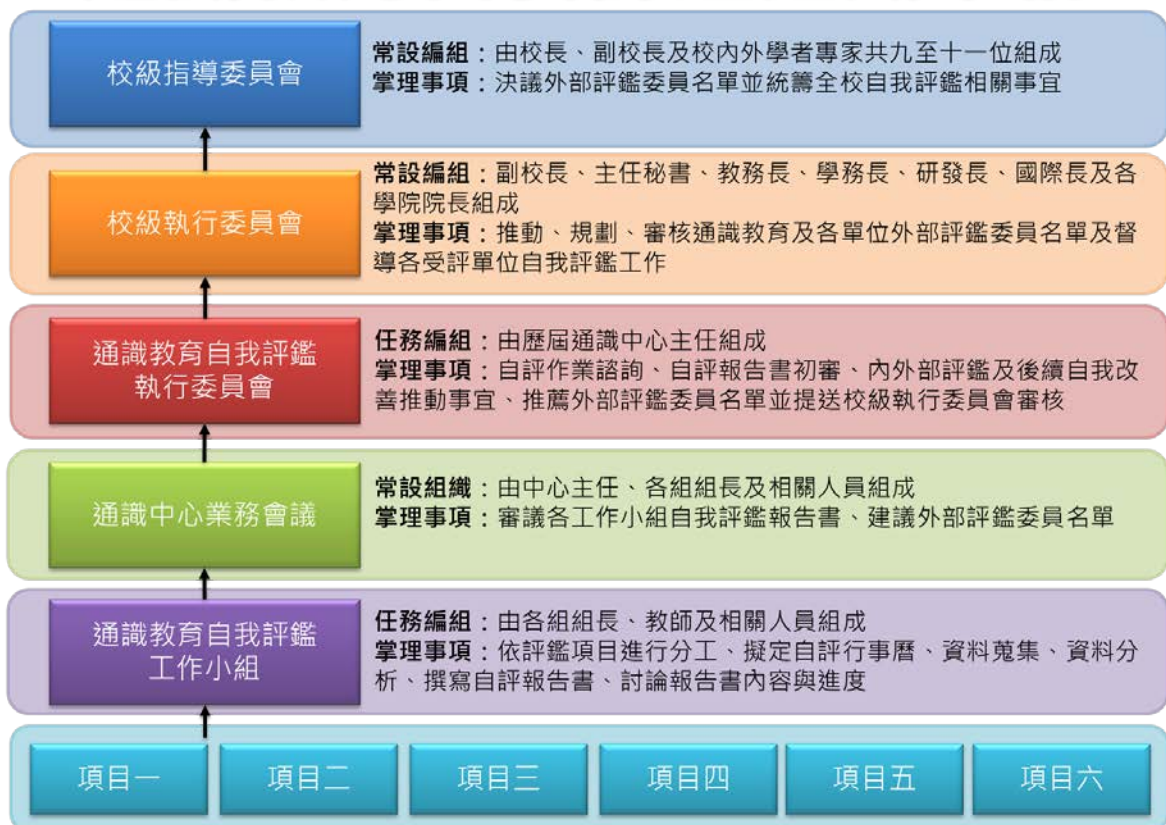 校級指導委員會
常設編組：由校長、副校長及校內外學者專家共九至十一位組成
掌理事項：決議外部評鑑委員名單並統籌全校自我評鑑相關事宜
校級執行委員會
常設編組：副校長、主任秘書、教務長、學務長、研發長、國際長及各
學院院長組成
掌理事項：推動、規劃、審核通識教育及各單位外部評鑑委員名單及督
導各受評單位自我評鑑工作
通識教育自我評鑑
執行委員會
任務編組：由歷屆通識中心主任組成
掌理事項：自評作業諮詢、自評報告書初審、內外部評鑑及後續自我改
善推動事宜、推薦外部評鑑委員名單並提送校級執行委員會審核
通識中心業務會議
常設組織：由中心主任、各組組長及相關人員組成
掌理事項：審議各工作小組自我評鑑報告書、建議外部評鑑委員名單
通識教育自我評鑑
工作小組
任務編組：由各組組長、教師及相關人員組成
掌理事項：依評鑑項目進行分工、擬定自評行事曆、資料蒐集、資料分
析、撰寫自評報告書、討論報告書內容與進度
項目一
項目二
項目三
項目四
項目五
項目六